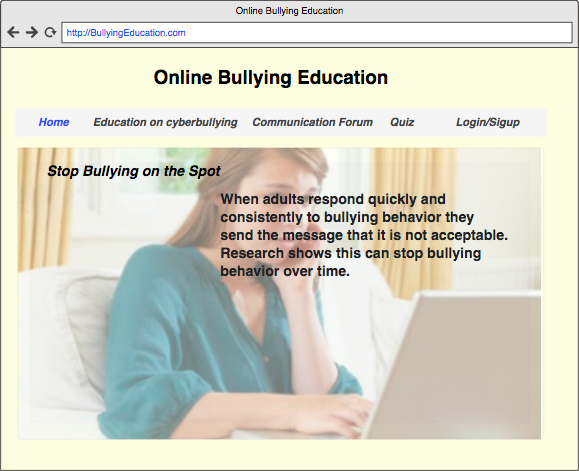 Online Bullying Education
http://BullyingEducation.com
Online Bullying Education
Home Education on cyberbullying Communication Forum Quiz Login/Sigup
Stop Bullying on the Spot
When adults respond quickly and
consistently to bullying behavior they
send the message that it is not acceptable.
Research shows this can stop bullying
behavior over time.